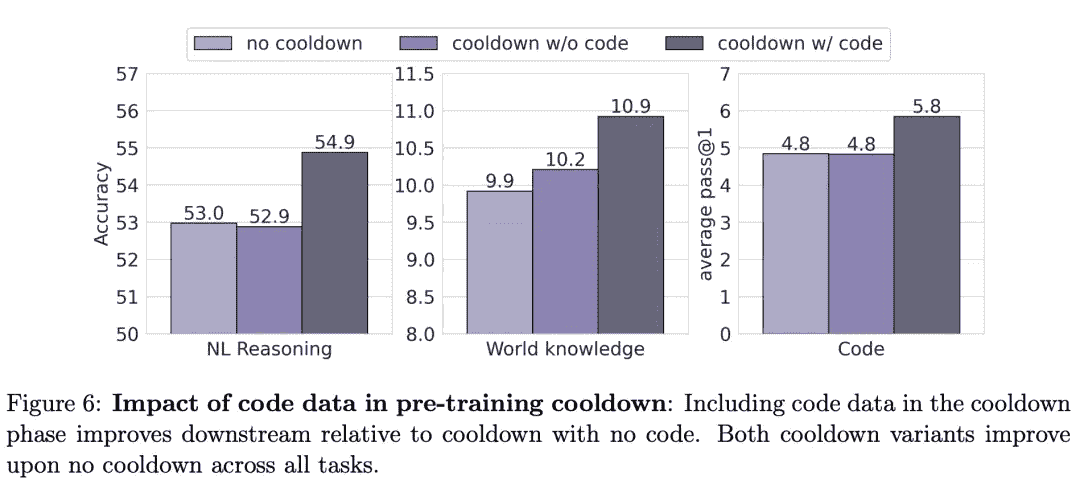 no cooldown cooldown w/o code cooldown w/ code
Accuracy
57
56
55
54
53
52
51
50
53.0 52.9 54.9
NL Reasoning
11.5
11.0
10.5
10.0
9.5
9.0
8.5
8.0
9.9 10.2 10.9
World knowledge
average pass@1
7
6
5
4
3
2
1
0
4.8 4.8 5.8
Code
Figure 6: Impact of code data in pre-training cooldown: Including code data in the cooldown
phase improves downstream relative to cooldown with no code. Both cooldown variants improve
upon no cooldown across all tasks.